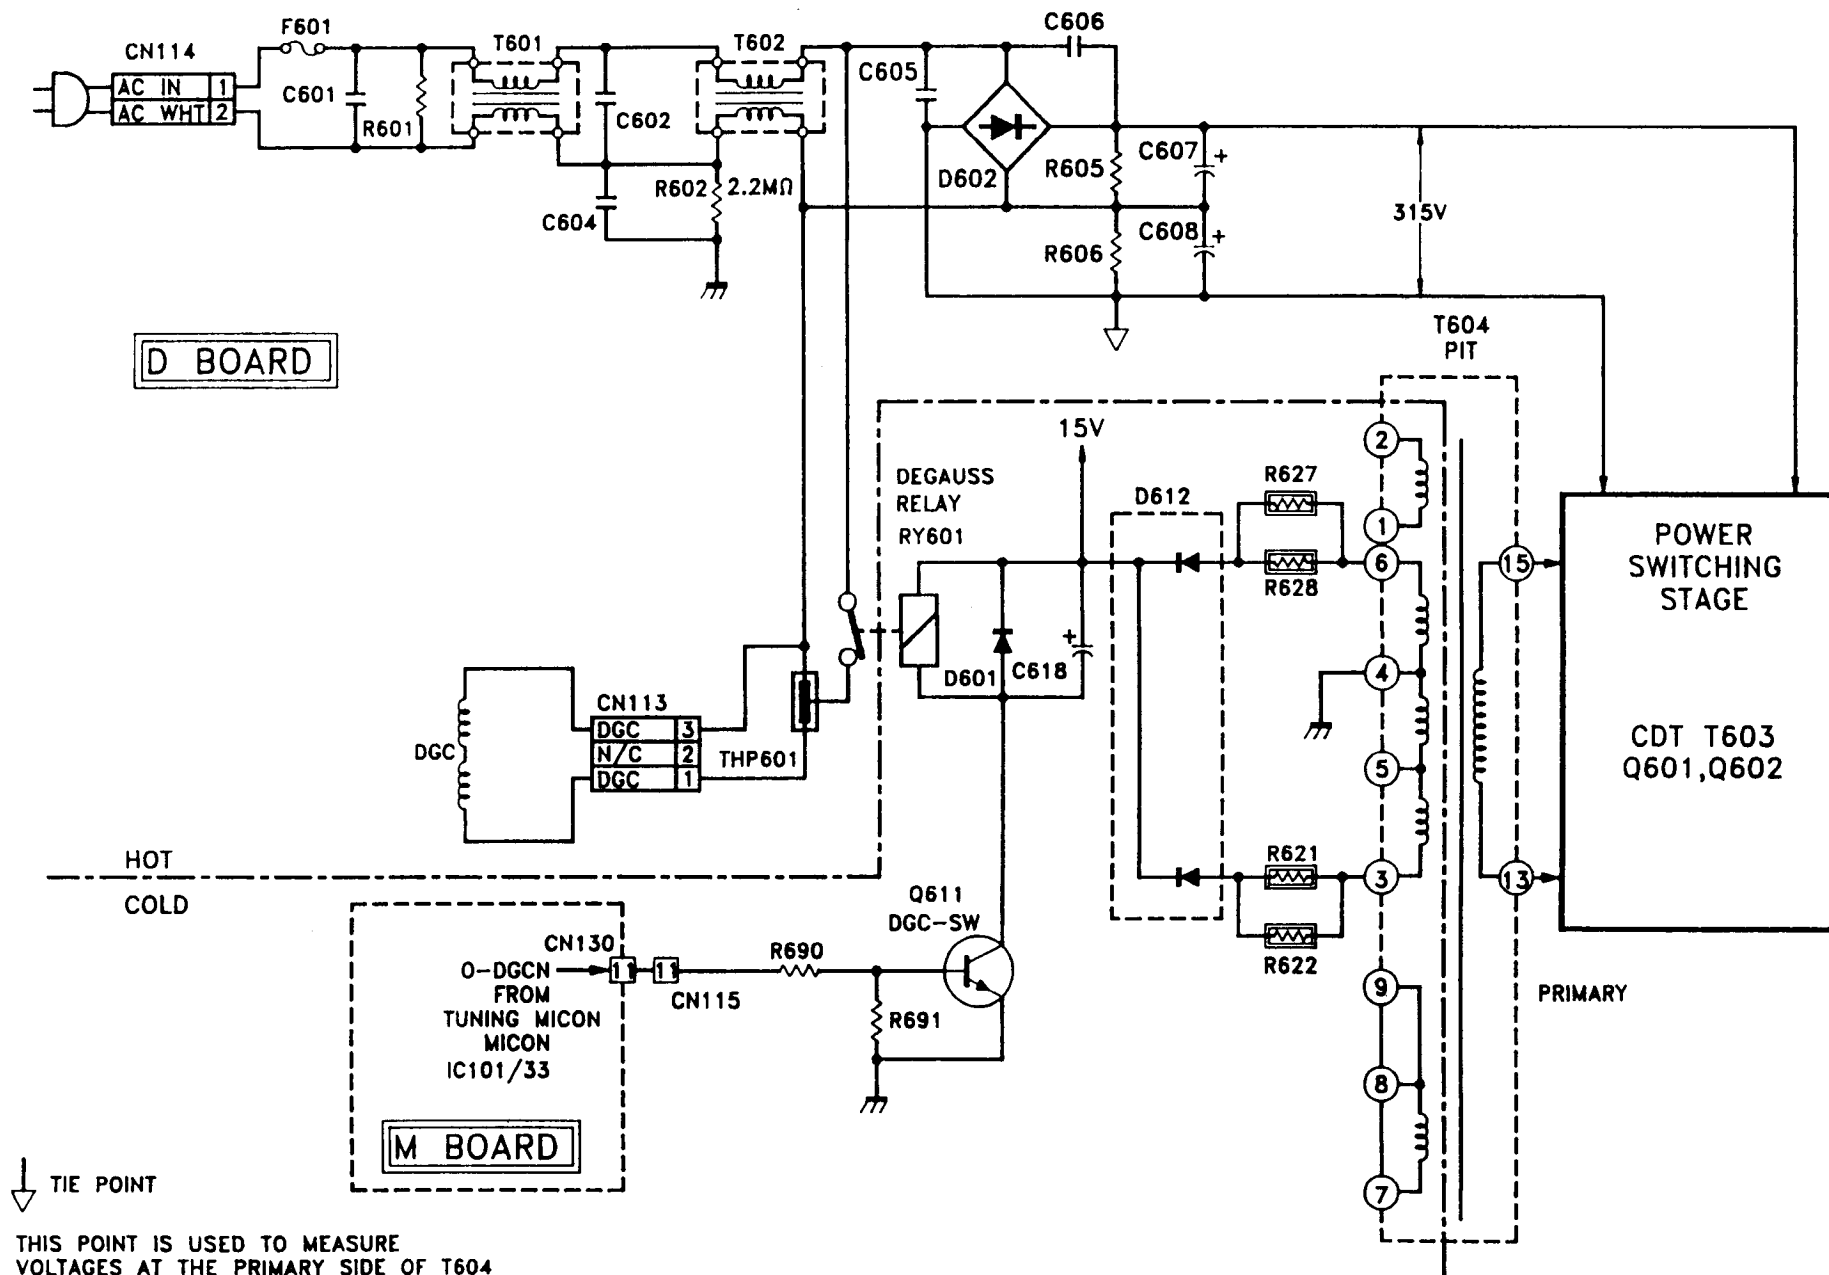 F601
C606
CN114
T601
T602
AC IN 1
AC WHT 2
C601
R601
C602
C605
D602
R605
C607
+
R602 2.2MΩ
C604
R606
C608
+
315V
D BOARD
T604
PIT
15V
DEGAUSS
RELAY
RY601
D612
R627
R628
2
1
6
15
POWER
SWITCHING
STAGE
D601
C618
+
4
CN113
DGC 3
N/C 2
DGC 1
DGC
THP601
5
CDT T603
Q601,Q602
HOT
COLD
R621
R622
3
13
Q611
DGC-SW
CN130
O-DGCN
11
11
FROM
TUNING MICON
MICON
IC101/33
CN115
R690
R691
9
8
7
PRIMARY
M BOARD
TIE POINT
THIS POINT IS USED TO MEASURE
VOLTAGES AT THE PRIMARY SIDE OF T604